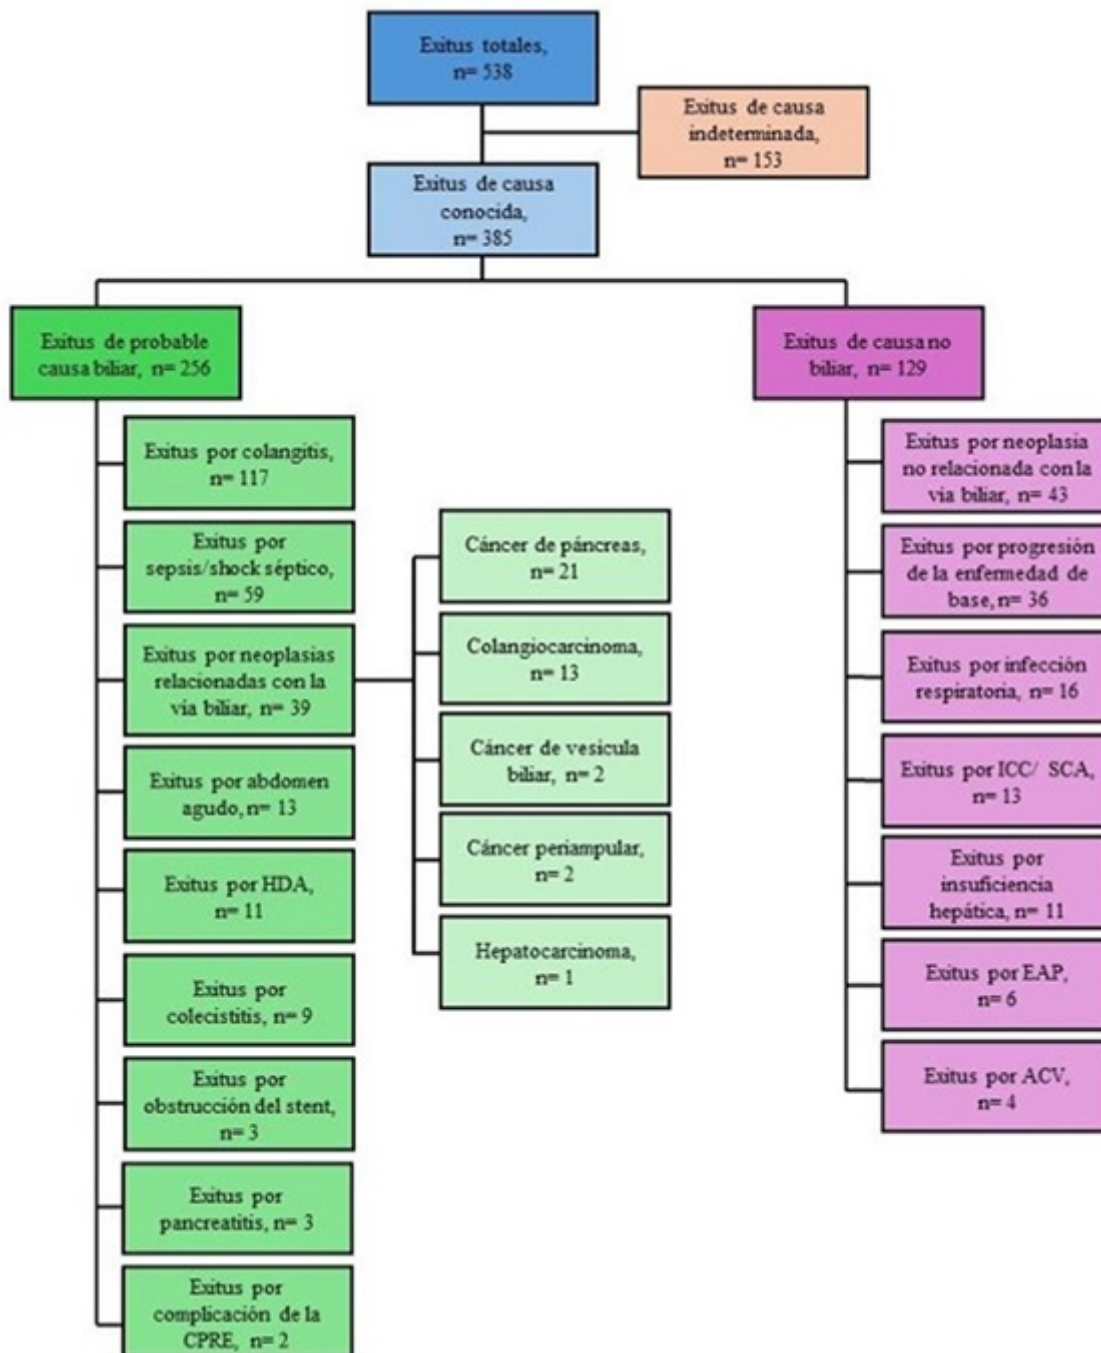 Exitus totales,
n= 538
Exitus de causa
indeterminada,
n= 153
Exitus de causa
conocida,
n= 385
Exitus de probable
causa biliar, n= 256
Exitus de causa no
biliar, n= 129
Exitus por colangitis,
n= 117
Exitus por
sepsis/shock séptico,
n= 59
Exitus por neoplasias
relacionadas con la
vía biliar, n= 39
Exitus por abdomen
agudo, n= 13
Exitus por HDA,
n= 11
Exitus por
colecistitis, n= 9
Exitus por
obstrucción del stent,
n= 3
Exitus por
pancreatitis, n= 3
Exitus por
complicación de la
CPRE, n= 2
Cáncer de páncreas,
n= 21
Colangiocarcinoma,
n= 13
Cáncer de vesícula
biliar, n= 2
Cáncer periampular,
n= 2
Hepatocarcinoma,
n= 1
Exitus por neoplasia
no relacionada con la
vía biliar, n= 43
Exitus por progresión
de la enfermedad de
base, n= 36
Exitus por infección
respiratoria, n= 16
Exitus por ICC/ SCA,
n= 13
Exitus por
insuficiencia
hepática, n= 11
Exitus por EAP,
n= 6
Exitus por ACV,
n= 4